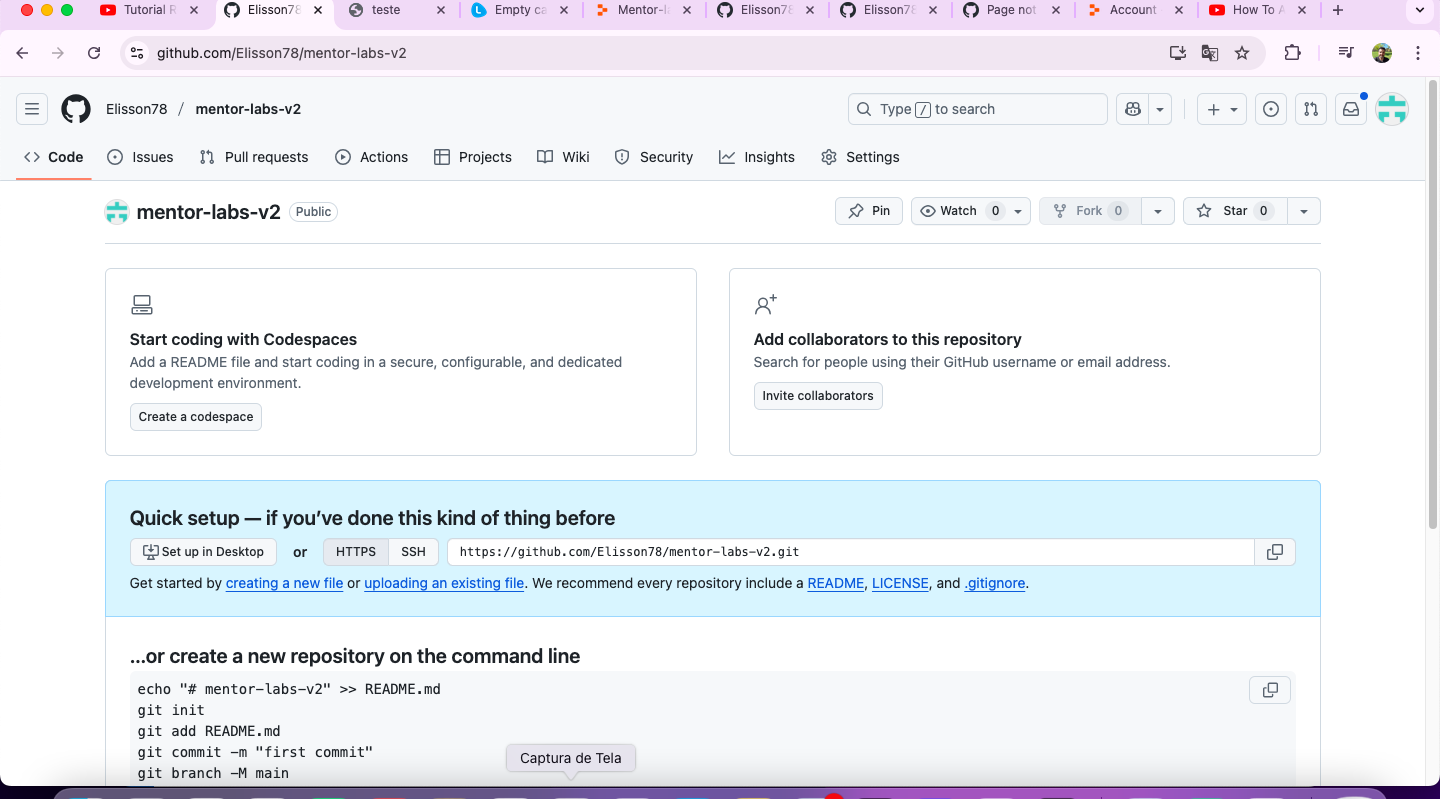 Tutorial R
Elisson78
teste
Empty ca
Mentor-la
Elisson78
Elisson78
Page not
Account
How To A
github.com/Elisson78/mentor-labs-v2
Elisson78 / mentor-labs-v2
Type / to search
Code
Issues
Pull requests
Actions
Projects
Wiki
Security
Insights
Settings
mentor-labs-v2 Public
Pin
Watch 0
Fork 0
Star 0
Start coding with Codespaces
Add a README file and start coding in a secure, configurable, and dedicated
development environment.
Create a codespace
Add collaborators to this repository
Search for people using their GitHub username or email address.
Invite collaborators
Quick setup — if you’ve done this kind of thing before
Set up in Desktop or HTTPS SSH https://github.com/Elisson78/mentor-labs-v2.git
Get started by creating a new file or uploading an existing file. We recommend every repository include a README, LICENSE, and .gitignore.
…or create a new repository on the command line
echo "# mentor-labs-v2" >> README.md
git init
git add README.md
git commit -m "first commit"
git branch -M main
Captura de Tela